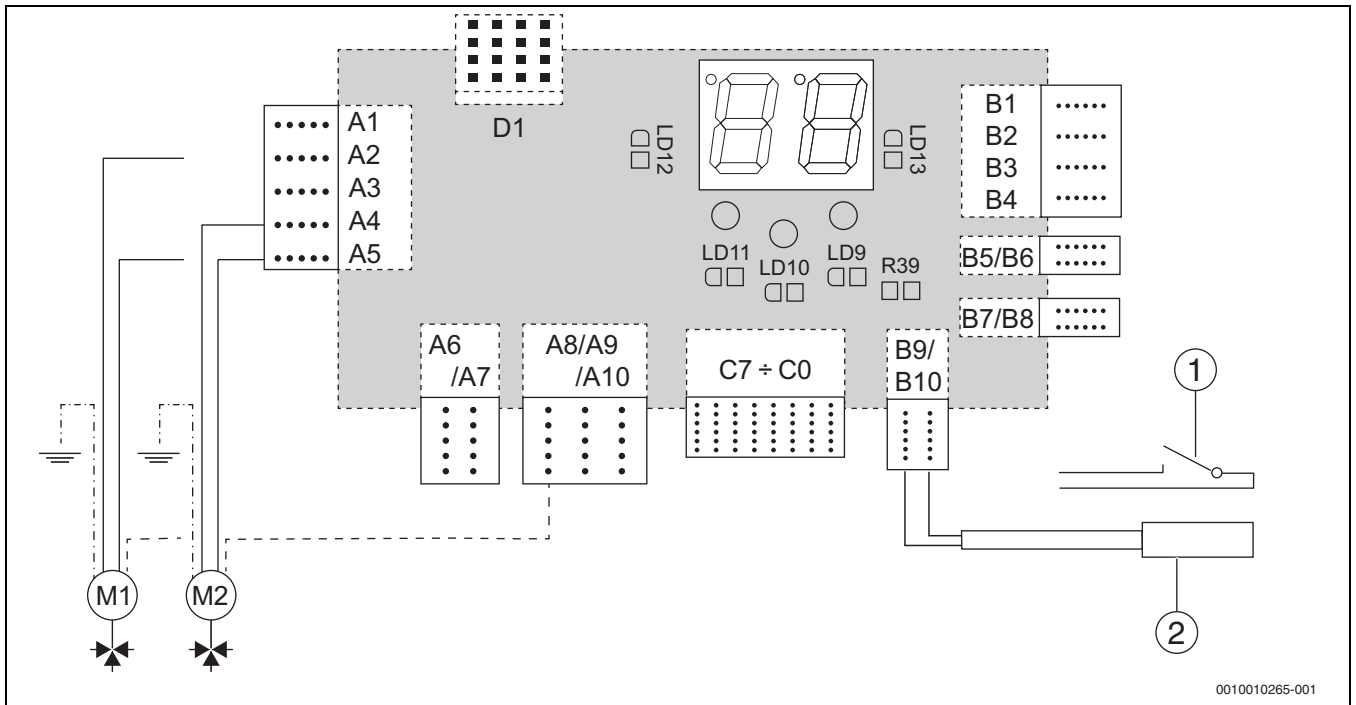 D1
A1
A2
A3
A4
A5
LD12
LD13
B1
B2
B3
B4
LD11
LD10
LD9
R39
B5/B6
B7/B8
A6
/A7
A8/A9
/A10
C7 ÷ C0
B9/
B10
1
M1
M2
2
0010010265-001